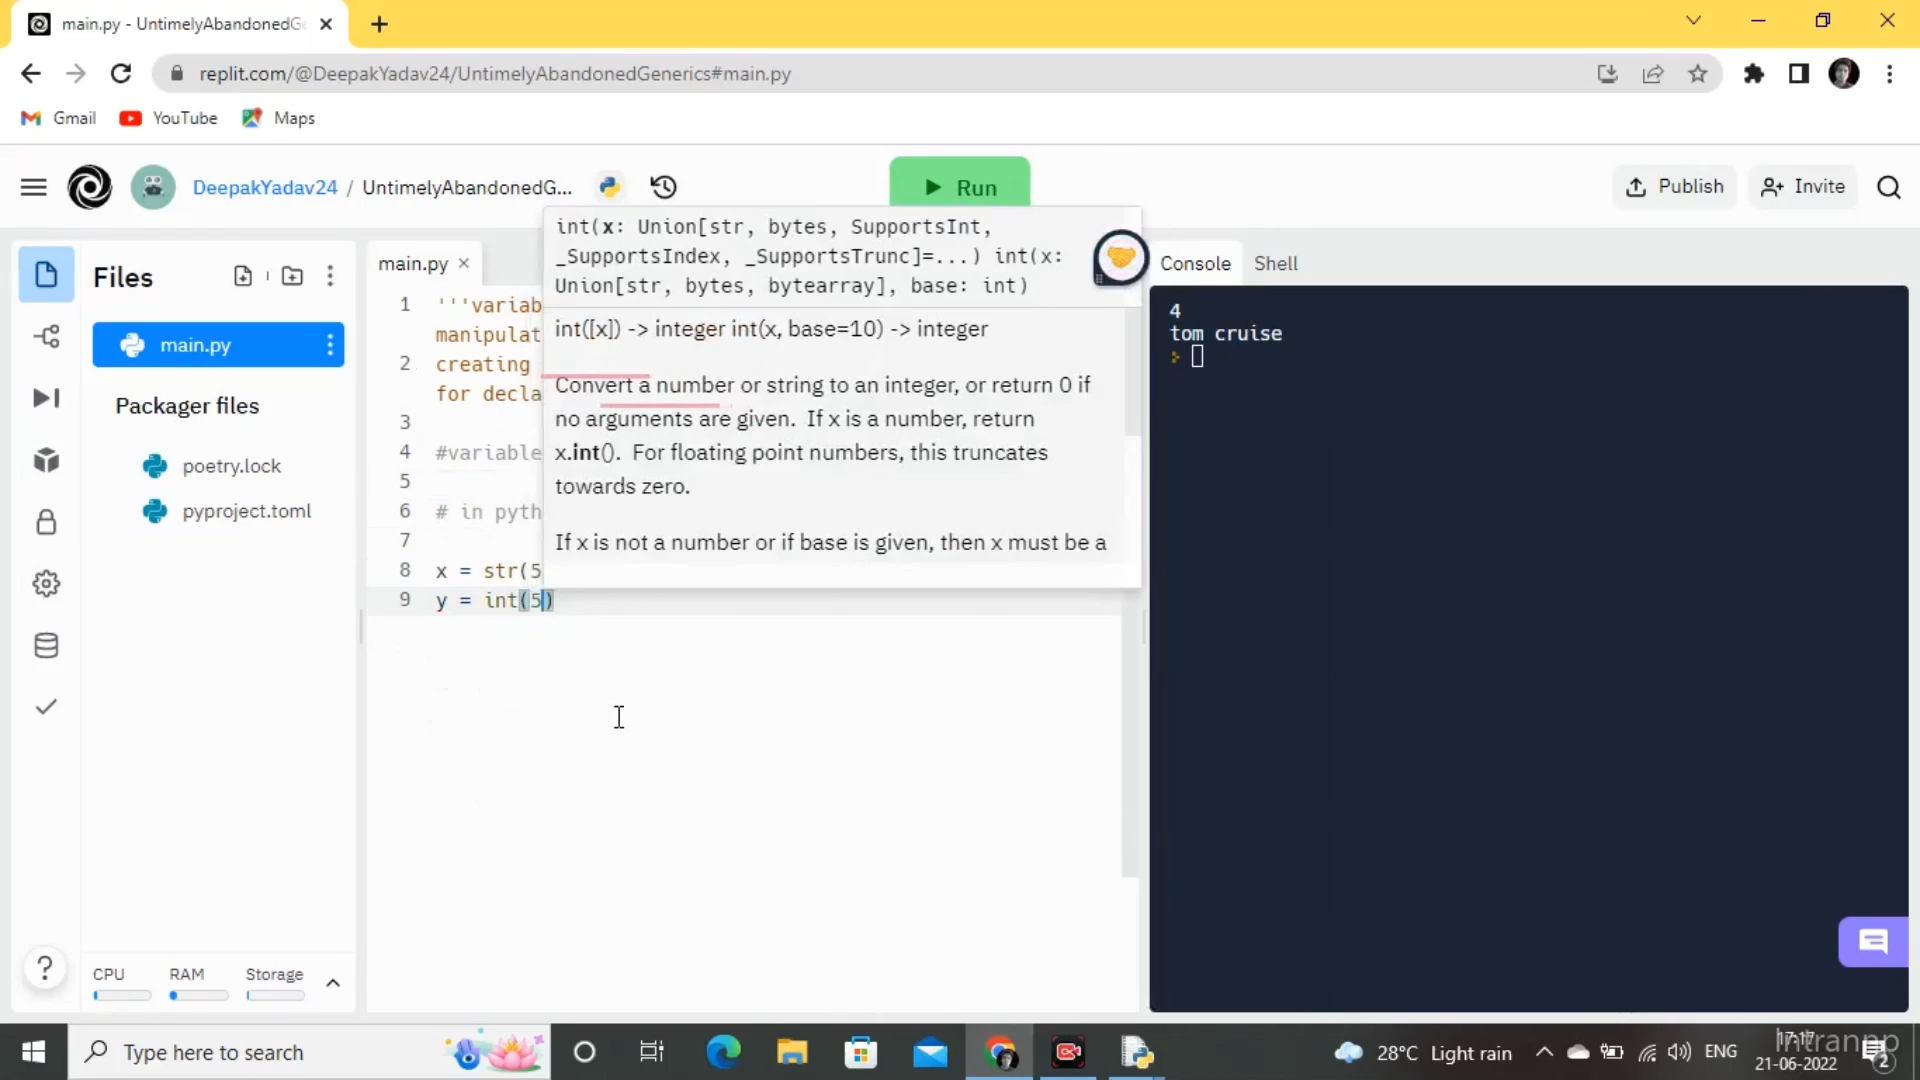 main.py - UntimelyAbandonedG
replit.com/@DeepakYadav24/UntimelyAbandonedGenerics#main.py
Gmail YouTube Maps
DeepakYadav24 / UntimelyAbandonedG... Run Publish Invite
int(x: Union[str, bytes, SupportsInt,
_SupportsIndex, _SupportsTrunc]=...) int(x:
Union[str, bytes, bytearray], base: int)
int([x]) -> integer int(x, base=10) -> integer
Convert a number or string to an integer, or return 0 if
no arguments are given. If x is a number, return
x.int(). For floating point numbers, this truncates
towards zero.
If x is not a number or if base is given, then x must be a
Files
main.py
Packager files
poetry.lock
pyproject.toml
CPU RAM Storage
main.py
1 '''variab
manipulat
2 creating
for decla
3
4 #variable
5
6 # in pyth
7
8 x = str(5
9 y = int(5)
Console Shell
4
tom cruise
Type here to search
28°C Light rain ENG
17:17
21-06-2022
2